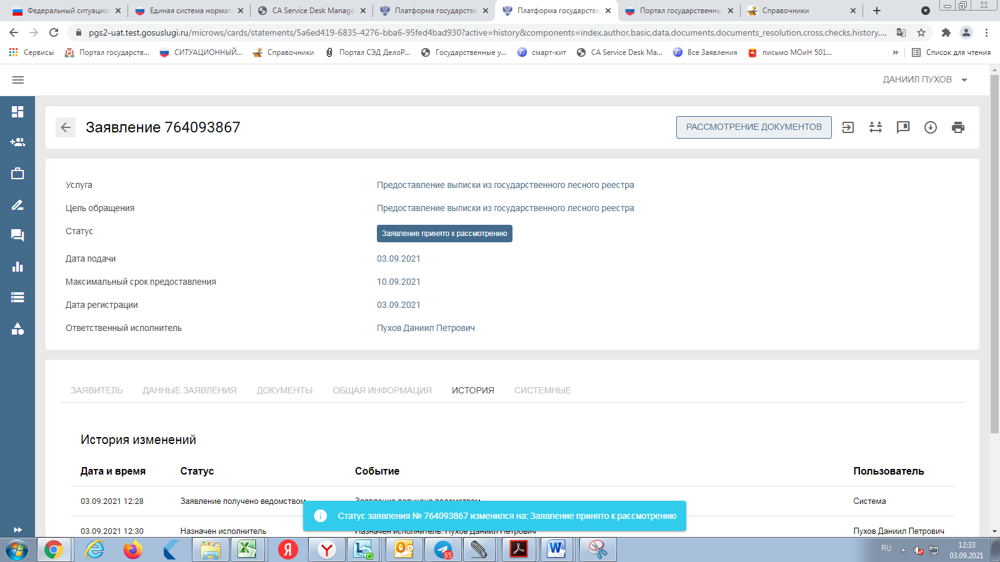 Федеральный ситуацион
Единая система нормати
CA Service Desk Manage
Платформа государстве
Платформа государстве
Портал государственны
Справочники
pgs2-uat.test.gosuslugi.ru/microws/cards/statements/5a6ed419-6835-4276-bba6-95fed4bad930?active=history&components=index,author,basic,data,documents,documents_resolution,cross,checks,history,...
Сервисы
Портал государств...
СИТУАЦИОННЫЙ...
Справочники
Портал СЭД ДелоР...
Государственные у...
смарт-кит
CA Service Desk Ma...
Все Заявления
письмо МОиН 501...
»
Список для чтения
ДАНИИЛ ПУХОВ
Заявление 764093867
РАССМОТРЕНИЕ ДОКУМЕНТОВ
Услуга
Предоставление выписки из государственного лесного реестра
Цель обращения
Предоставление выписки из государственного лесного реестра
Статус
Заявление принято к рассмотрению
Дата подачи
03.09.2021
Максимальный срок предоставления
10.09.2021
Дата регистрации
03.09.2021
Ответственный исполнитель
Пухов Даниил Петрович
ЗАЯВИТЕЛЬ
ДАННЫЕ ЗАЯВЛЕНИЯ
ДОКУМЕНТЫ
ОБЩАЯ ИНФОРМАЦИЯ
ИСТОРИЯ
СИСТЕМНЫЕ
История изменений
Дата и время
Статус
Событие
Пользователь
03.09.2021 12:28
Заявление получено ведомством
Заявление получено ведомством
Система
Статус заявления № 764093867 изменился на: Заявление принято к рассмотрению
03.09.2021 12:30
Назначен исполнитель
Назначен исполнитель: Пухов Даниил Петрович
Пухов Даниил Петрович
65
RU
12:33
03.09.2021